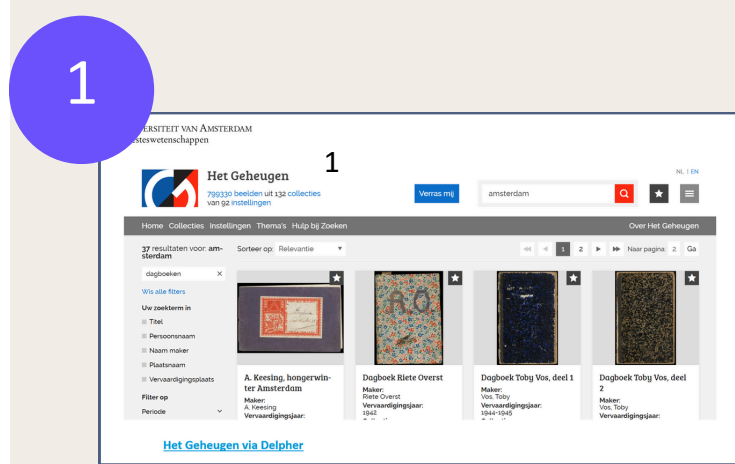 1
ERSITEIT VAN AMSTERDAM
esteswetenschappen
1
Het Geheugen
799330 beelden uit 132 collecties
van 92 instellingen
Verras mij
amsterdam
NL | EN
Home Collecties Instellingen Thema's Hulp bij Zoeken
Over Het Geheugen
37 resultaten voor: am-
sterdam
Sorteer op: Relevantie
1 2 Naar pagina: 2 Ga
dagboeken X
Wis alle filters
Uw zoekterm in
Titel
Persoonsnaam
Naam maker
Plaatsnaam
Vervaardigingsplaats
Filter op
Periode
A. Keesing, hongerwin-
ter Amsterdam
Maker:
A. Keesing
Vervaardigingsjaar:
R.O
Dagboek Riete Overst
Maker:
Riete Overst
Vervaardigingsjaar:
1942
Dagboek Toby Vos, deel 1
Maker:
Vos, Toby
Vervaardigingsjaar:
1944-1945
Dagboek Toby Vos, deel
2
Maker:
Vos, Toby
Vervaardigingsjaar:
Het Geheugen via Delpher